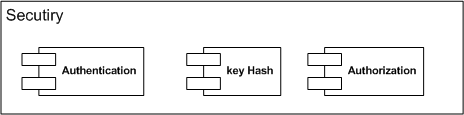 Secutiry
Authentication
key Hash
Authorization